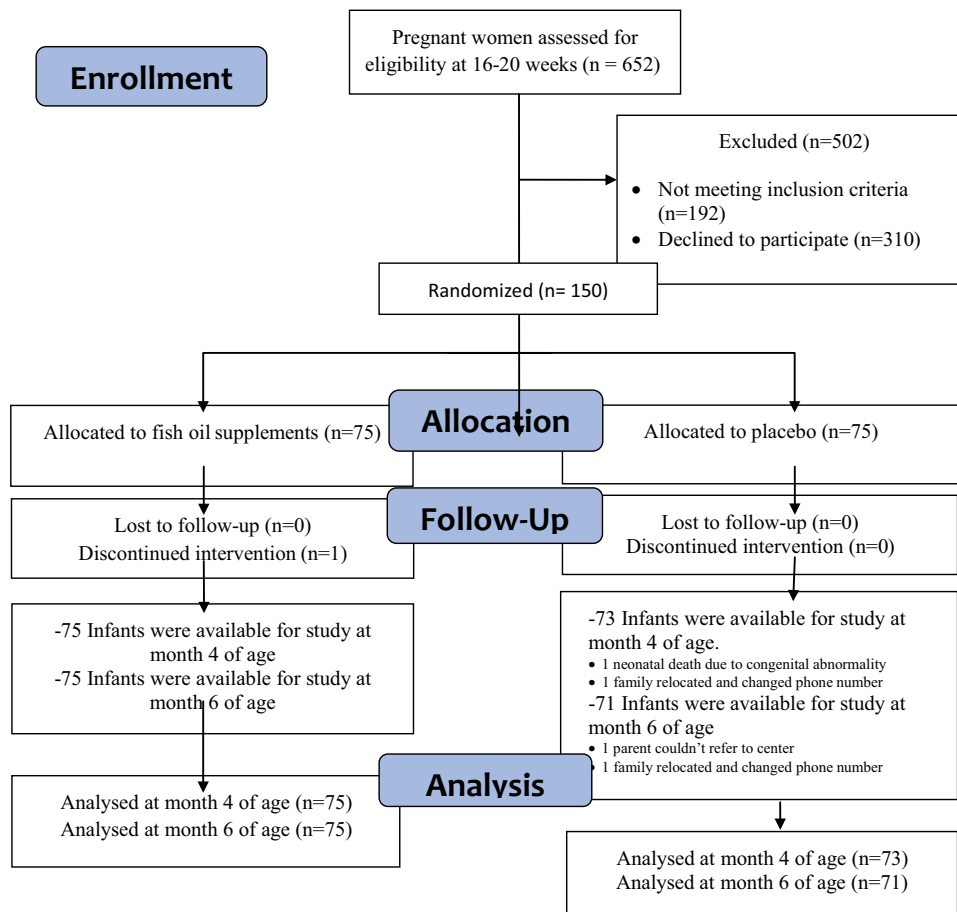 Enrollment
Pregnant women assessed for
eligibility at 16-20 weeks (n = 652)
Excluded (n=502)
• Not meeting inclusion criteria
(n=192)
• Declined to participate (n=310)
Randomized (n= 150)
Allocation
Allocated to fish oil supplements (n=75)
Allocated to placebo (n=75)
Follow-Up
Lost to follow-up (n=0)
Discontinued intervention (n=1)
Lost to follow-up (n=0)
Discontinued intervention (n=0)
-75 Infants were available for study at
month 4 of age
-75 Infants were available for study at
month 6 of age
-73 Infants were available for study at
month 4 of age.
• 1 neonatal death due to congenital abnormality
• 1 family relocated and changed phone number
-71 Infants were available for study at
month 6 of age
• 1 parent couldn't refer to center
• 1 family relocated and changed phone number
Analysis
Analysed at month 4 of age (n=75)
Analysed at month 6 of age (n=75)
Analysed at month 4 of age (n=73)
Analysed at month 6 of age (n=71)